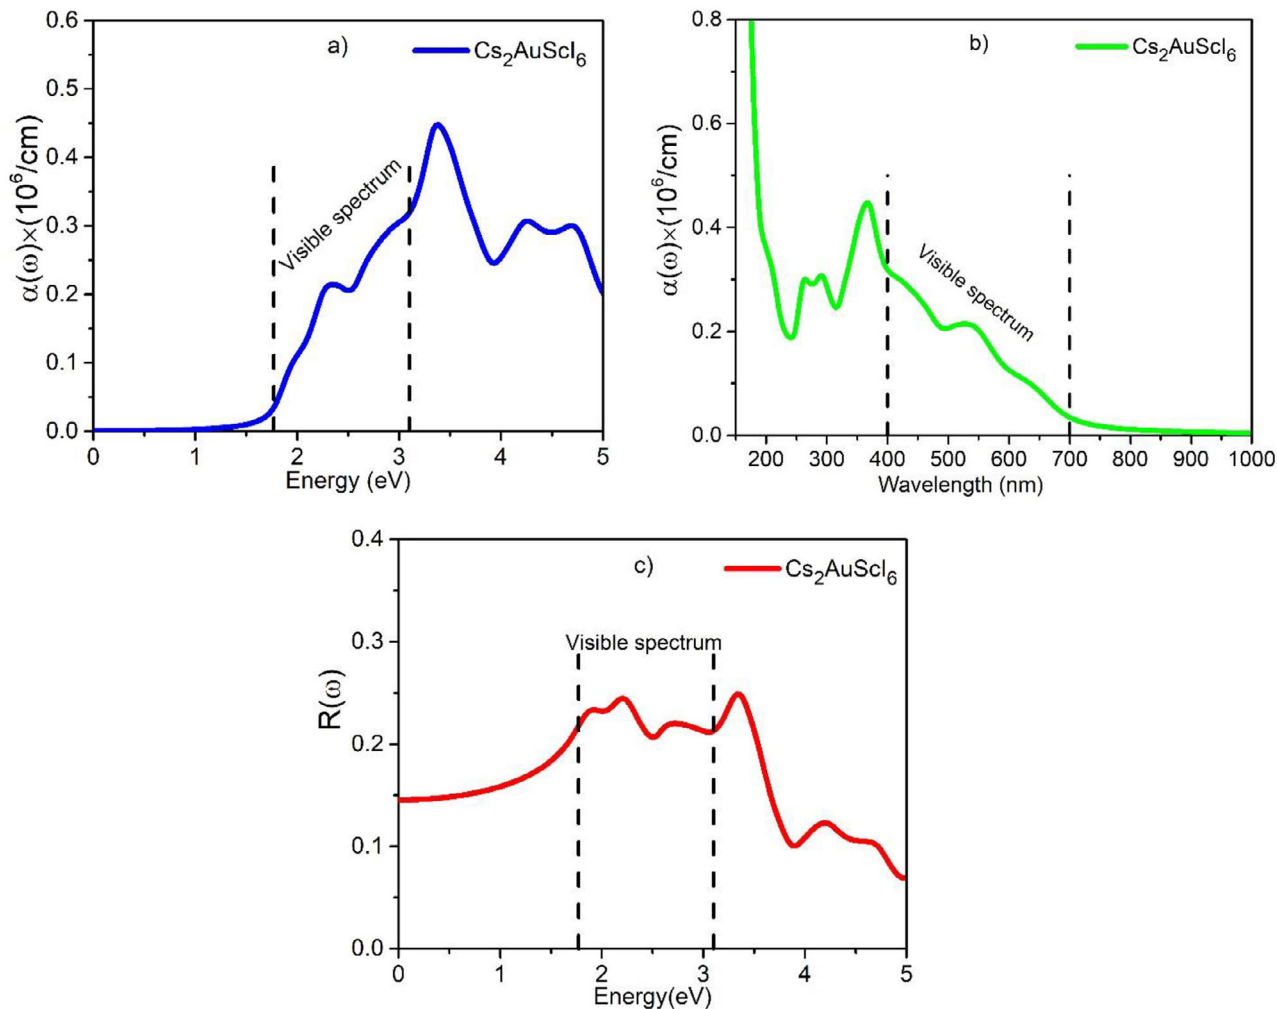 a)
Cs₂AuScI₆
Visible spectrum
α(ω)×(10⁶/cm)
0.6
0.5
0.4
0.3
0.2
0.1
0.0
0 1 2 3 4 5
Energy (eV)
b)
Cs₂AuScI₆
Visible spectrum
α(ω)×(10⁶/cm)
0.8
0.6
0.4
0.2
0.0
200 300 400 500 600 700 800 900 1000
Wavelength (nm)
c)
Cs₂AuScI₆
Visible spectrum
R(ω)
0.4
0.3
0.2
0.1
0.0
0 1 2 3 4 5
Energy(eV)